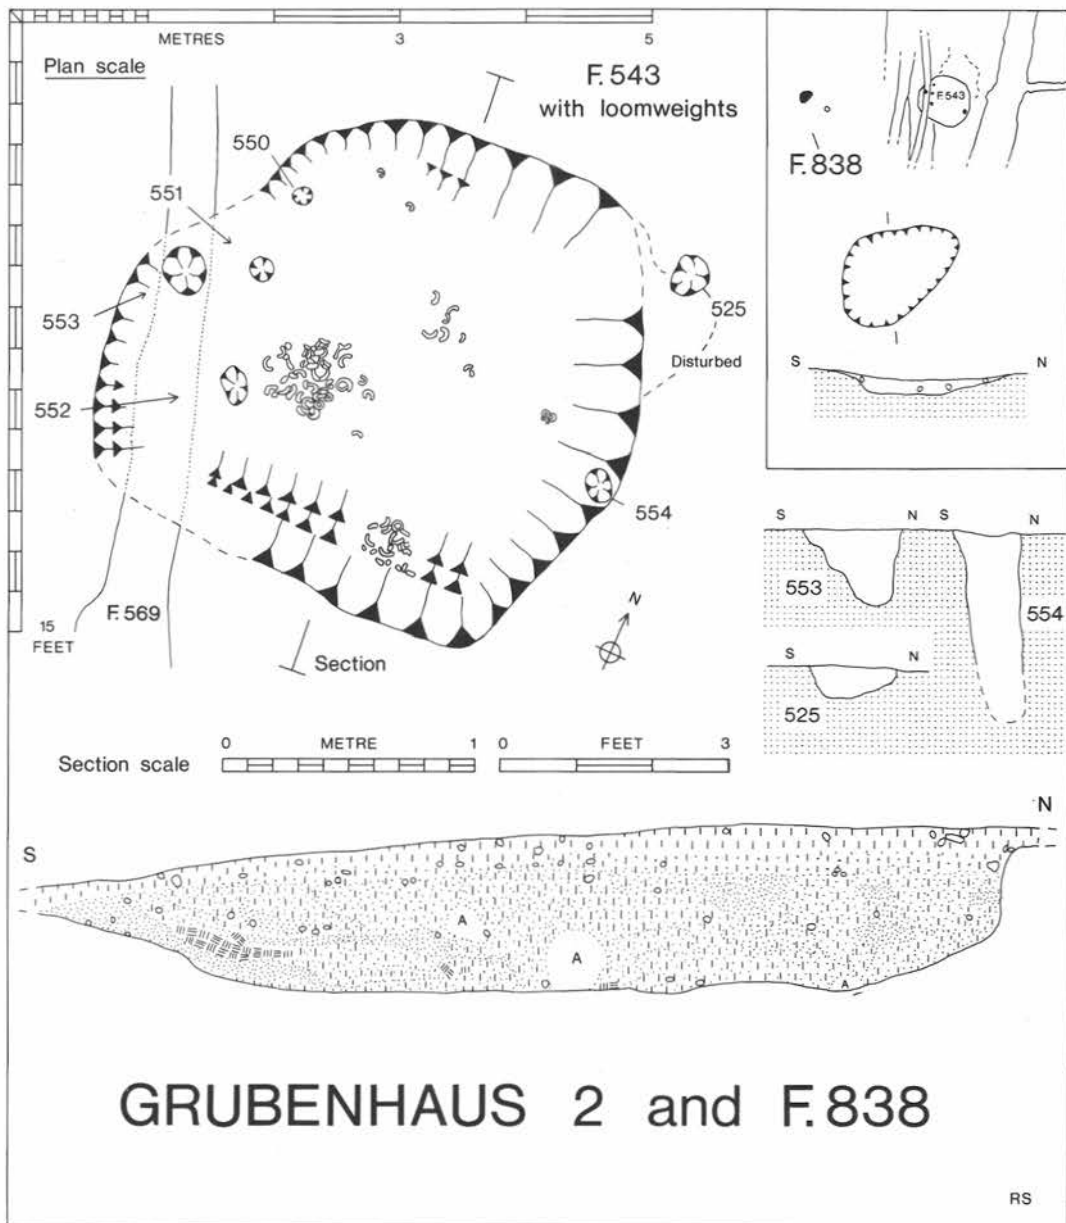 METRES 3 5
Plan scale
F.543
with loomweights
550
551
553
552
525
Disturbed
554
F.569
15
FEET
Section
N
F.543
F.838
S N
S N S N
553
554
S N
525
0 METRE 1 0 FEET 3
Section scale
S
N
A
A
A
GRUBENHAUS 2 and F.838
RS